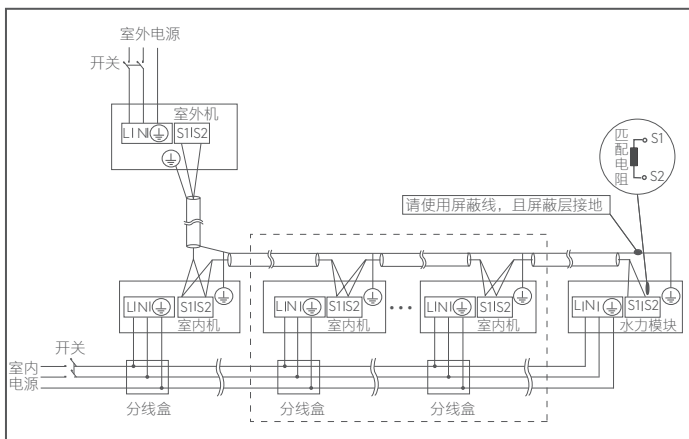 室外电源
开关
室外机
L N
S1 S2
匹配电阻
S1
S2
请使用屏蔽线，且屏蔽层接地
L N
S1 S2
室内机
L N
S1 S2
室内机
L N
S1 S2
室内机
L N
S1 S2
水力模块
开关
室内
电源
分线盒
分线盒
分线盒